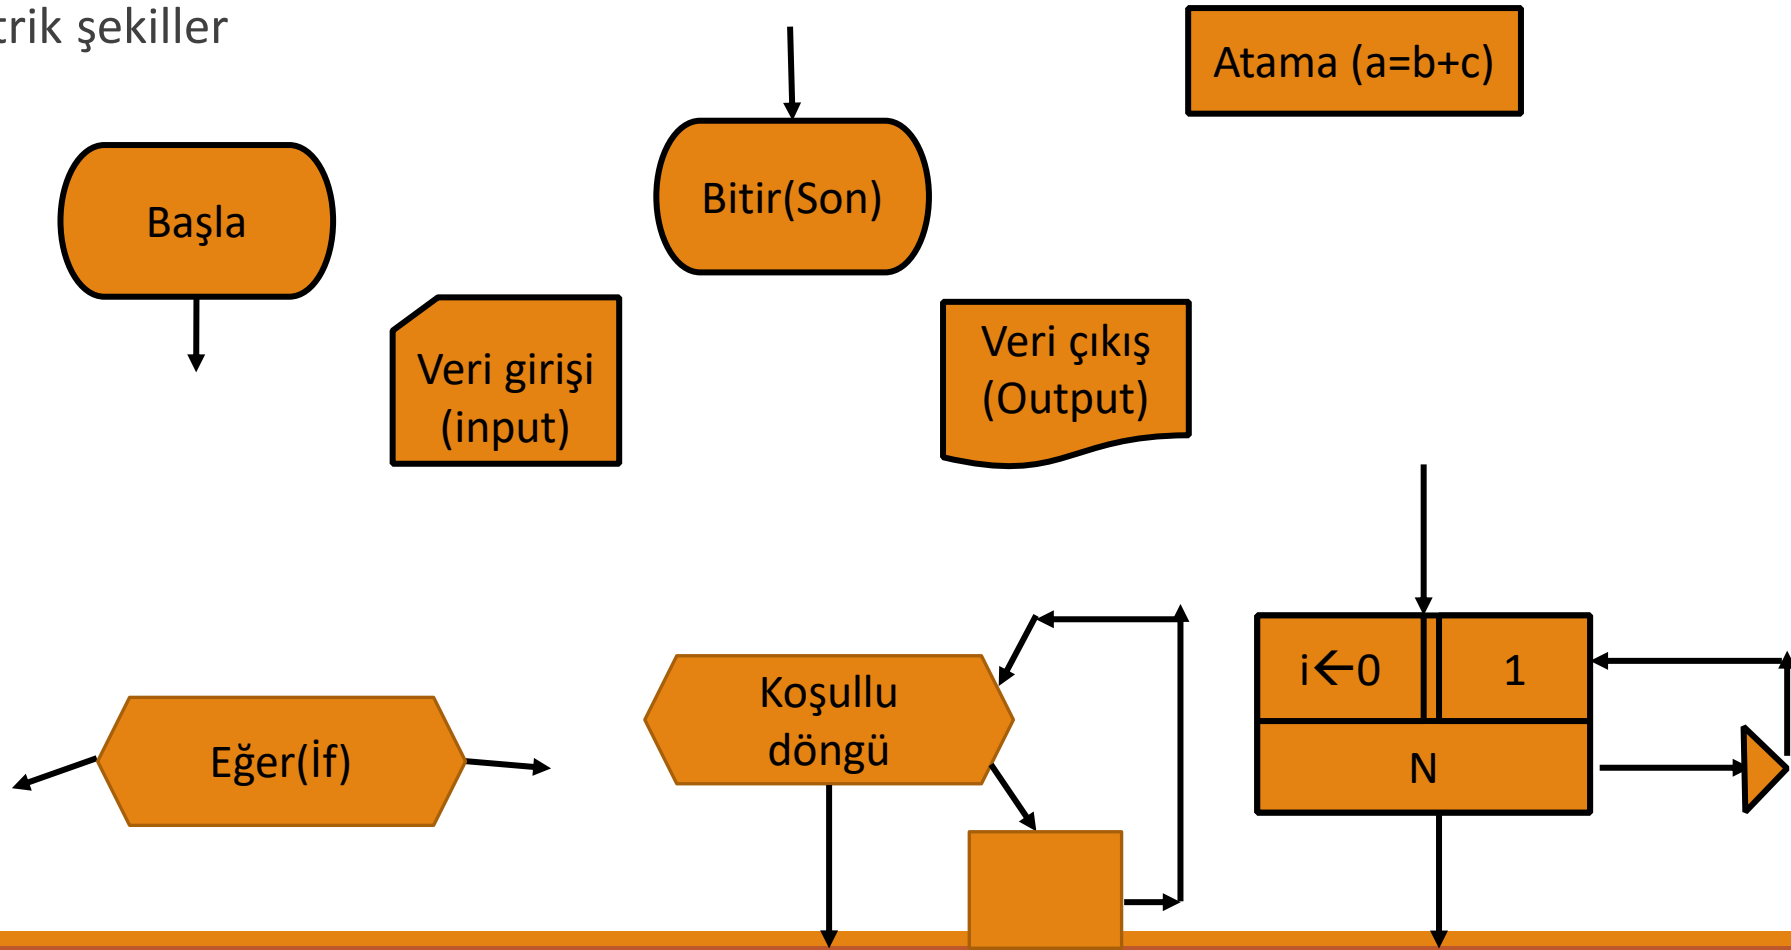 trik şekiller
Atama (a=b+c)
Başla
Bitir(Son)
Veri girişi
(input)
Veri çıkış
(Output)
Eğer(İf)
Koşullu
döngü
i←0
1
N